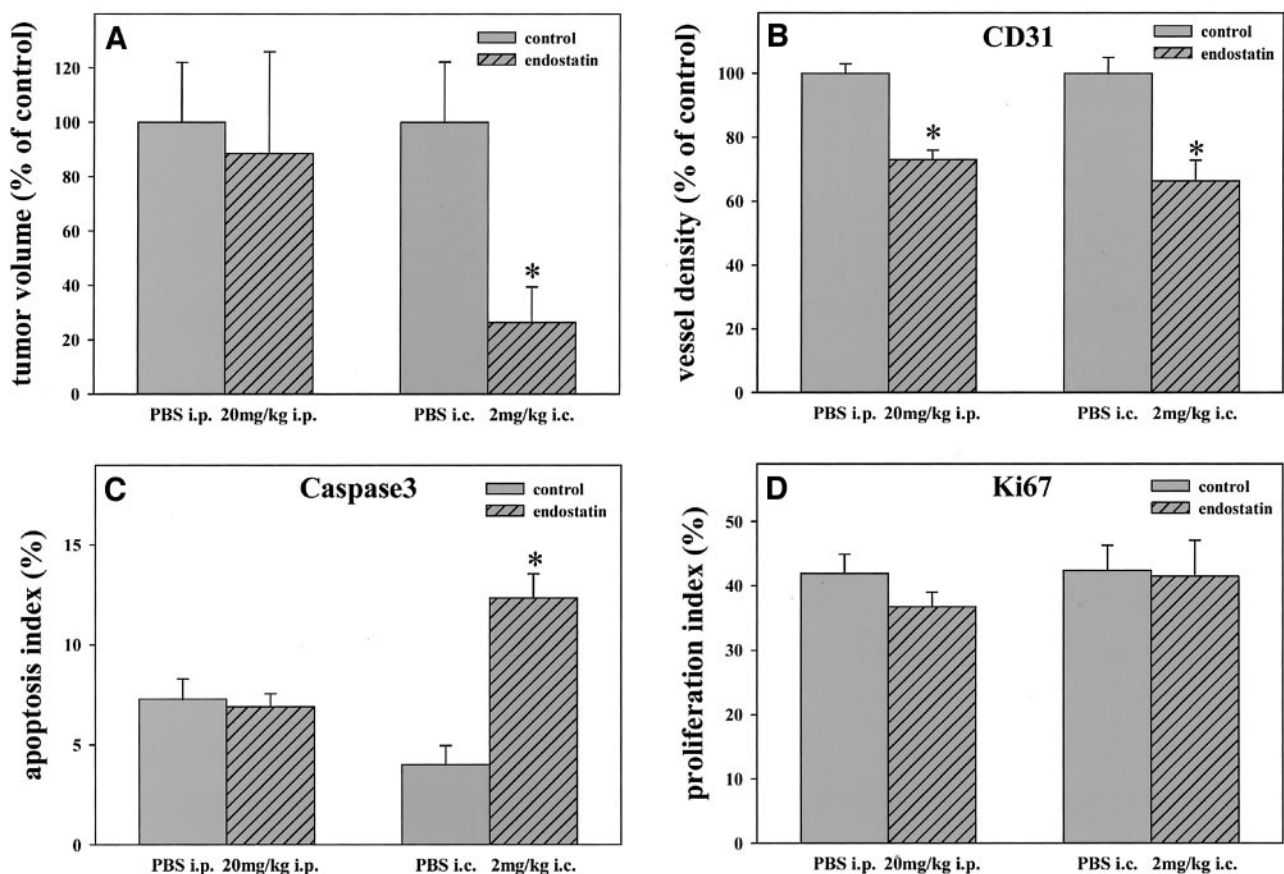 A
control
endostatin
tumor volume (% of control)
120
100
80
60
40
20
0
*
PBS i.p. 20mg/kg i.p. PBS i.c. 2mg/kg i.c.
B
CD31
control
endostatin
vessel density (% of control)
100
80
60
40
20
0
*
*
PBS i.p. 20mg/kg i.p. PBS i.c. 2mg/kg i.c.
C
Caspase3
control
endostatin
apoptosis index (%)
15
10
5
0
*
PBS i.p. 20mg/kg i.p. PBS i.c. 2mg/kg i.c.
D
Ki67
control
endostatin
proliferation index (%)
50
40
30
20
10
0
PBS i.p. 20mg/kg i.p. PBS i.c. 2mg/kg i.c.